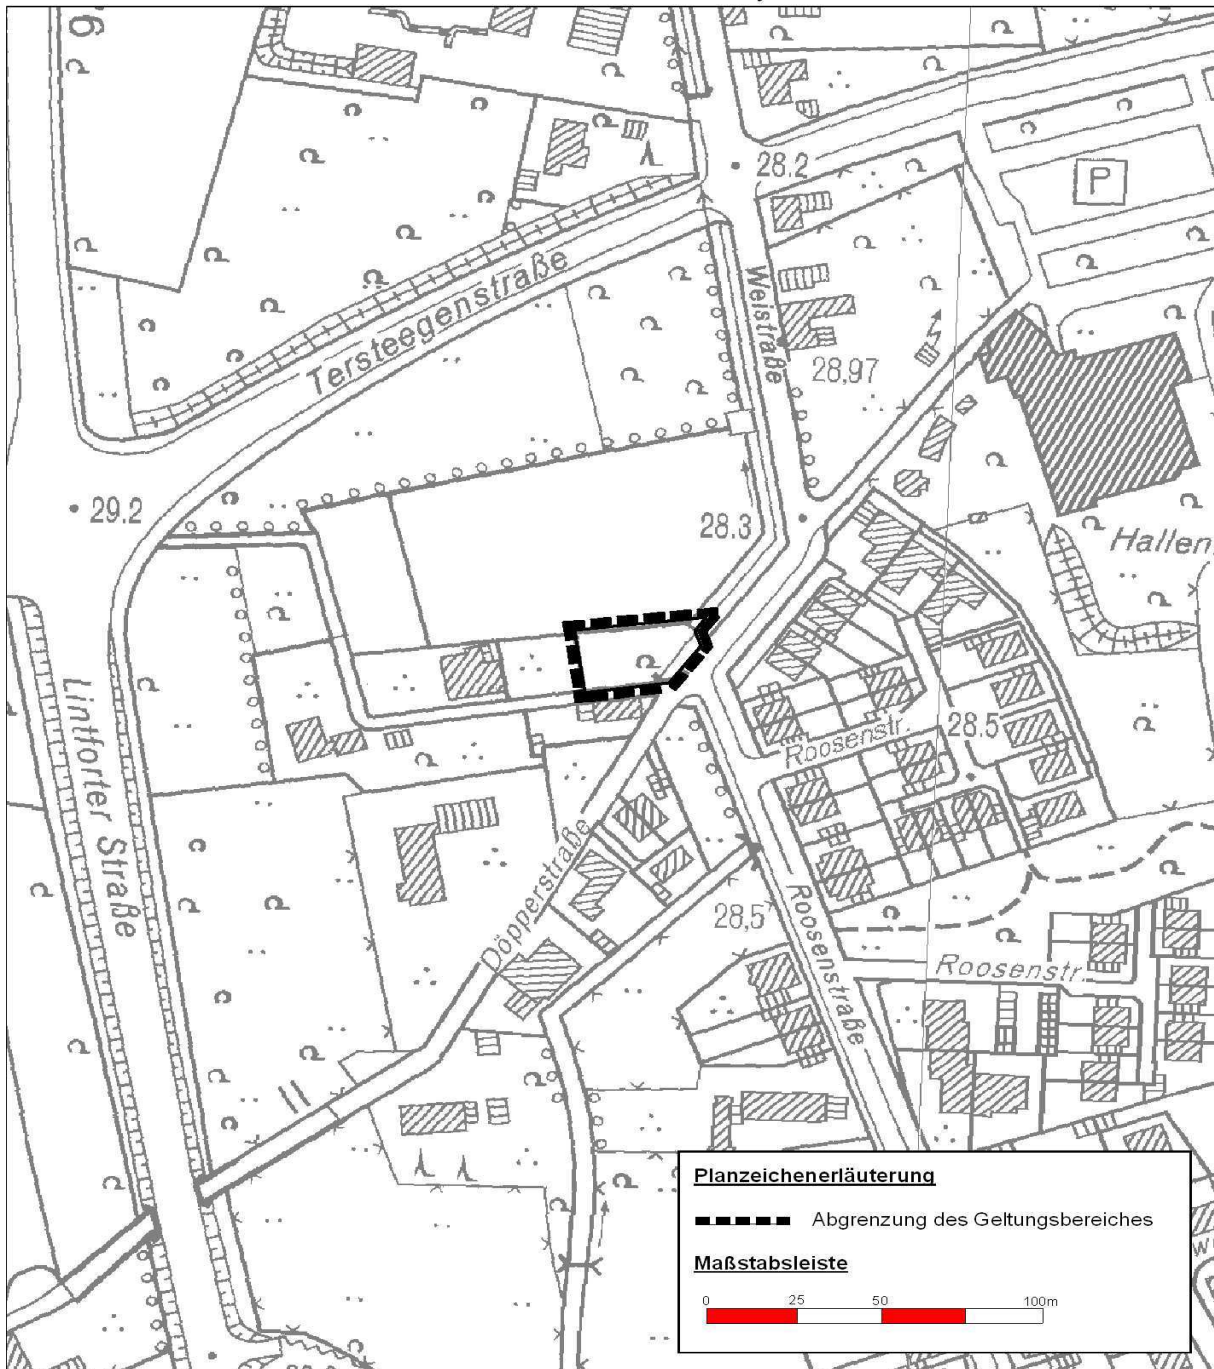 28.2
P
Tersteegenstraße
Weistraße
28,97
29.2
28.3
Hallen
Lintforter Straße
Roosenstr.
28.5
Döpperstraße
28,5
Roosenstraße
Roosenstr.
Planzeichenerläuterung
Abgrenzung des Geltungsbereiches
Maßstabsleiste
0 25 50 100m